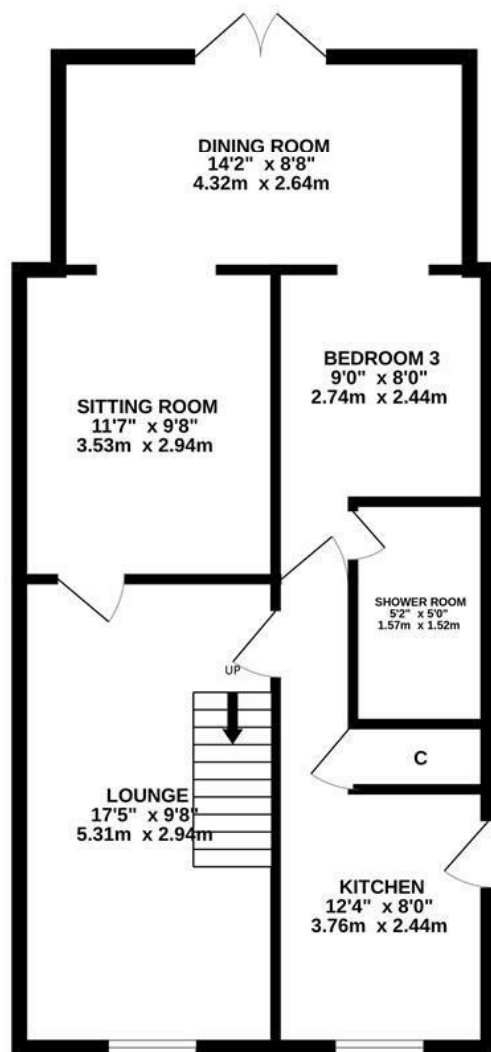 DINING ROOM
14'2" x 8'8"
4.32m x 2.64m
BEDROOM 3
9'0" x 8'0"
2.74m x 2.44m
SITTING ROOM
11'7" x 9'8"
3.53m x 2.94m
SHOWER ROOM
5'2" x 5'0"
1.57m x 1.52m
UP
C
LOUNGE
17'5" x 9'8"
5.31m x 2.94m
KITCHEN
12'4" x 8'0"
3.76m x 2.44m